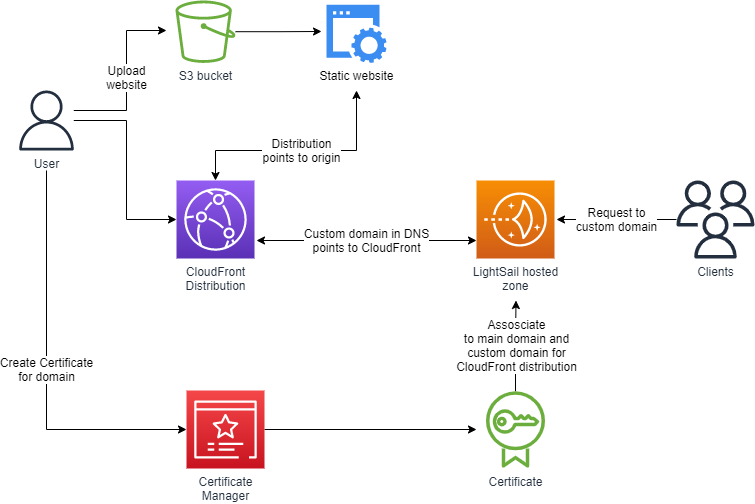 Upload
website
S3 bucket
Static website
User
Distribution
points to origin
Custom domain in DNS
points to CloudFront
Request to
custom domain
CloudFront
Distribution
LightSail hosted
zone
Clients
Assosciate
to main domain and
custom domain for
CloudFront distribution
Create Certificate
for domain
Certificate
Manager
Certificate